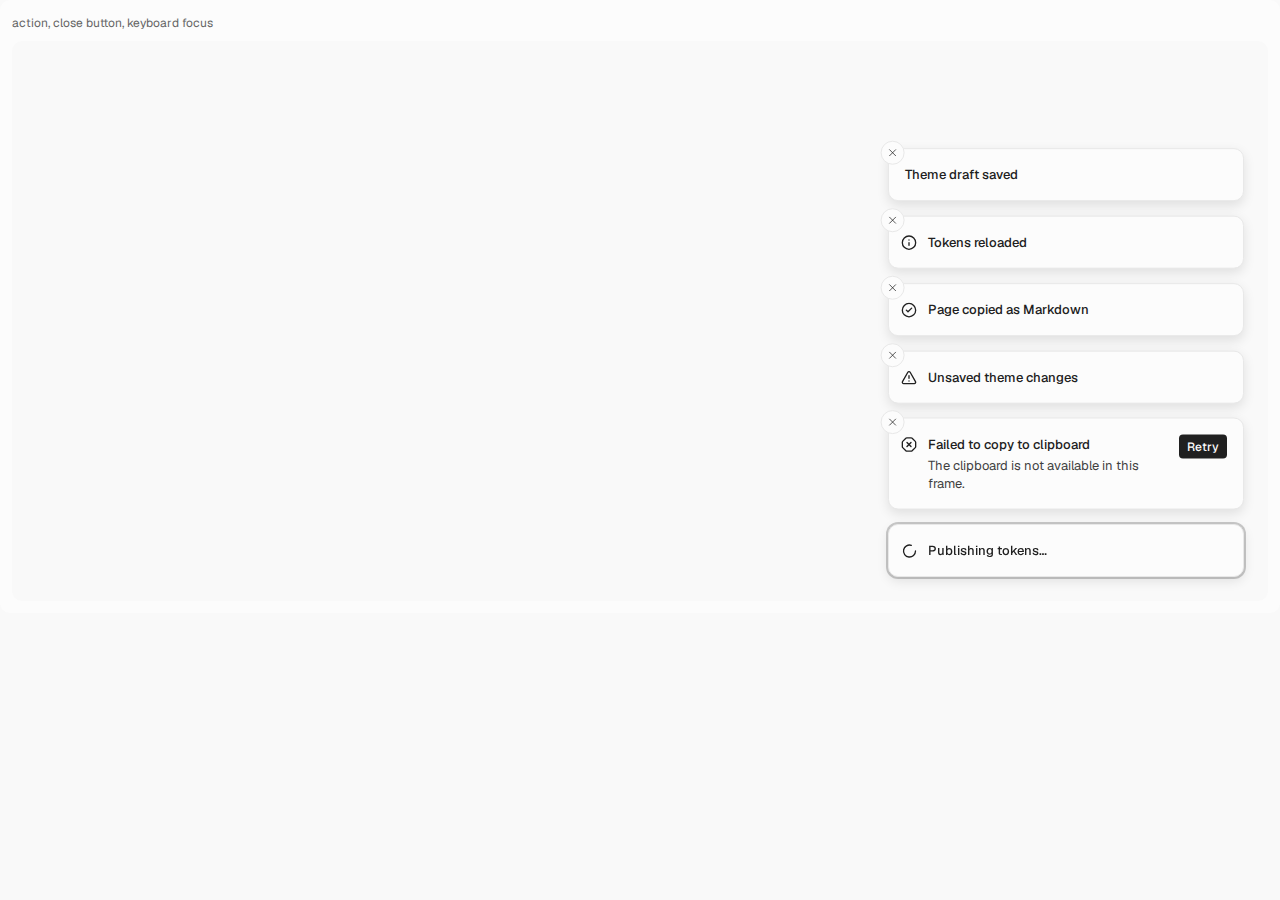 action, close button, keyboard focus
Theme draft saved
Tokens reloaded
Page copied as Markdown
Unsaved theme changes
Failed to copy to clipboard
Retry
The clipboard is not available in this
frame.
Publishing tokens...